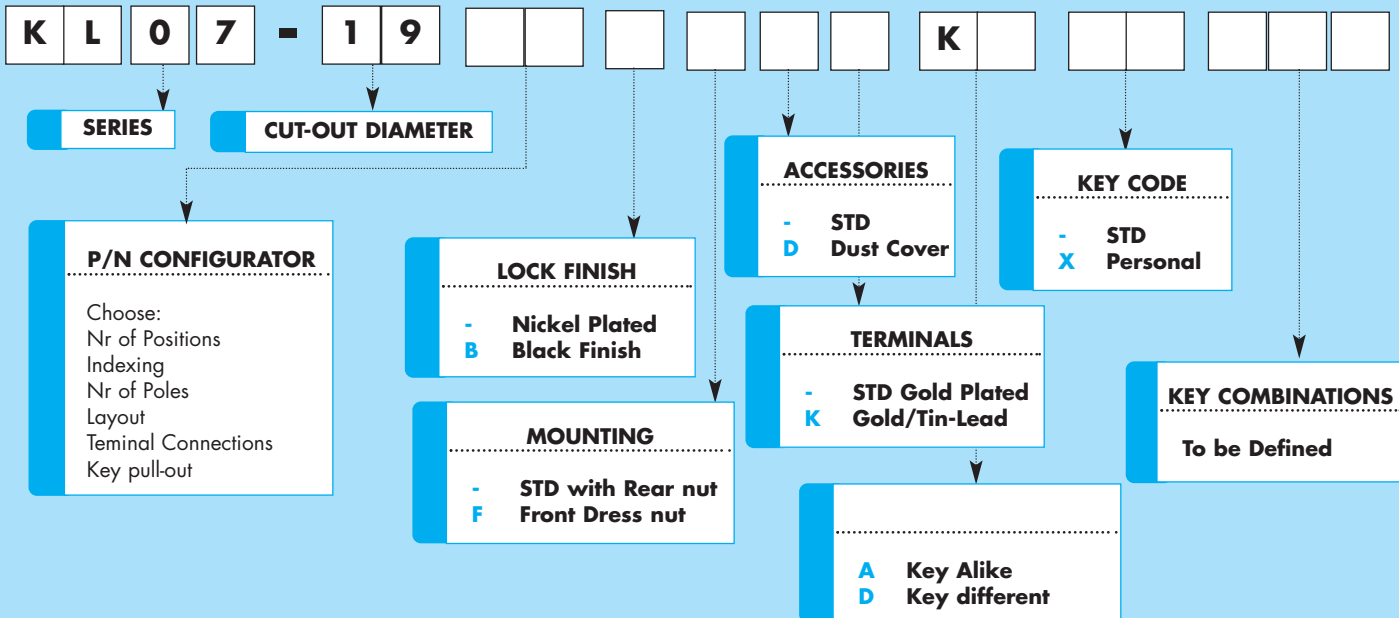 K L 0 7 - 1 9 K
SERIES
CUT-OUT DIAMETER
P/N CONFIGURATOR
Choose:
Nr of Positions
Indexing
Nr of Poles
Layout
Teminal Connections
Key pull-out
LOCK FINISH
- Nickel Plated
B Black Finish
MOUNTING
- STD with Rear nut
F Front Dress nut
ACCESSORIES
- STD
D Dust Cover
TERMINALS
- STD Gold Plated
K Gold/Tin-Lead
A Key Alike
D Key different
KEY CODE
- STD
X Personal
KEY COMBINATIONS
To be Defined